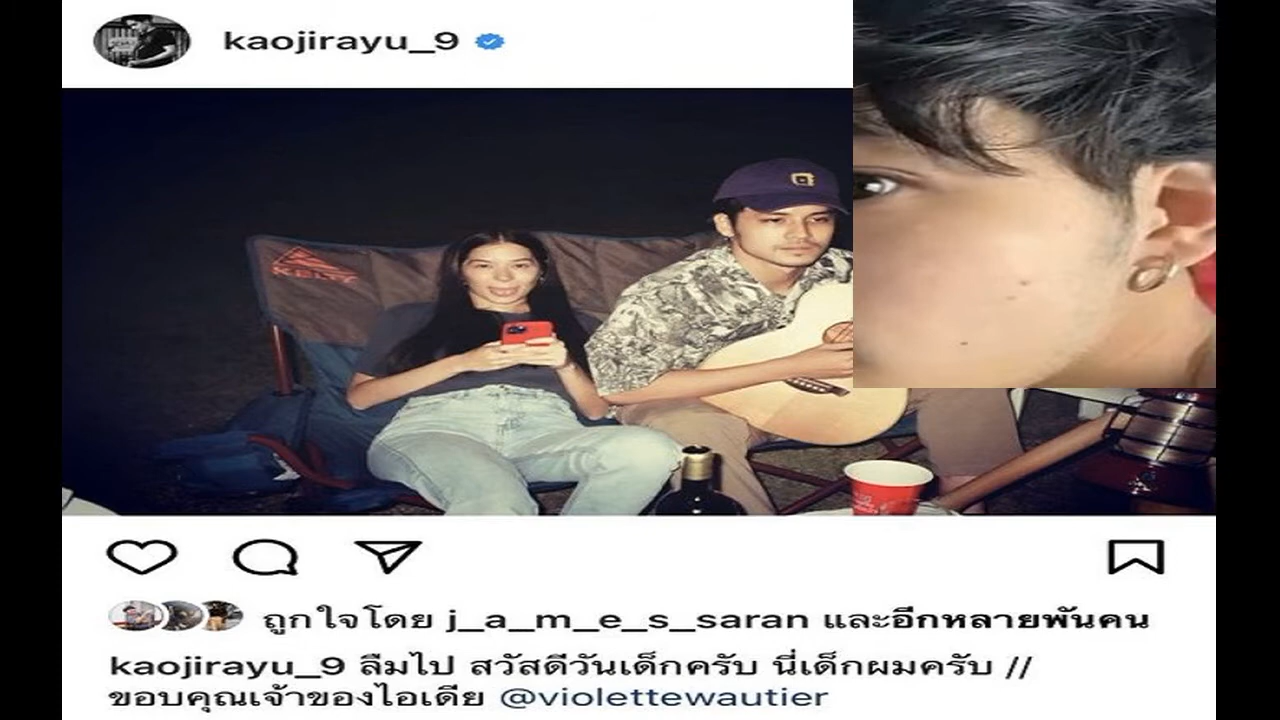 kaojirayu_9
KELTY
ถูกใจโดย j_a_m_e_s_saran และอีกหลายพันคน
kaojirayu_9 ลืมไป สวัสดีวันเด็กครับ นี่เด็กผมครับ //
ขอบคุณเจ้าของไอเดีย @violettewautier